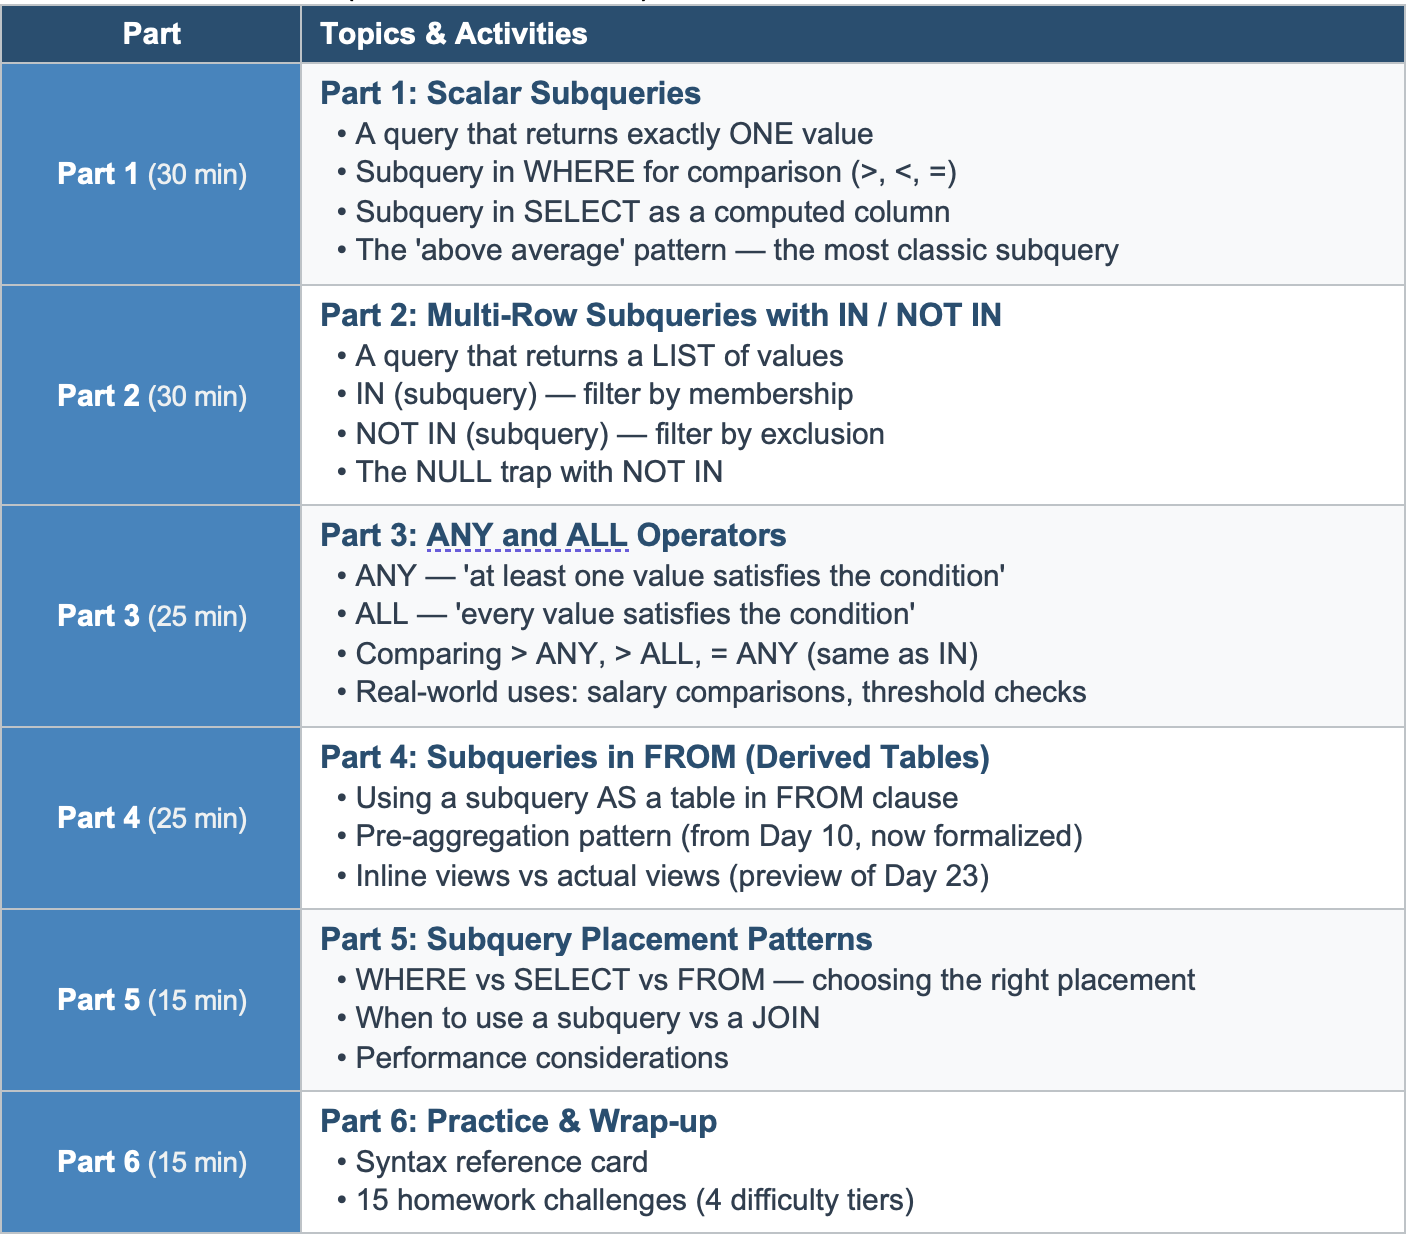 Part
Topics & Activities
Part 1 (30 min)
Part 1: Scalar Subqueries
• A query that returns exactly ONE value
• Subquery in WHERE for comparison (>, <, =)
• Subquery in SELECT as a computed column
• The 'above average' pattern — the most classic subquery
Part 2 (30 min)
Part 2: Multi-Row Subqueries with IN / NOT IN
• A query that returns a LIST of values
• IN (subquery) — filter by membership
• NOT IN (subquery) — filter by exclusion
• The NULL trap with NOT IN
Part 3 (25 min)
Part 3: ANY and ALL Operators
• ANY — 'at least one value satisfies the condition'
• ALL — 'every value satisfies the condition'
• Comparing > ANY, > ALL, = ANY (same as IN)
• Real-world uses: salary comparisons, threshold checks
Part 4 (25 min)
Part 4: Subqueries in FROM (Derived Tables)
• Using a subquery AS a table in FROM clause
• Pre-aggregation pattern (from Day 10, now formalized)
• Inline views vs actual views (preview of Day 23)
Part 5 (15 min)
Part 5: Subquery Placement Patterns
• WHERE vs SELECT vs FROM — choosing the right placement
• When to use a subquery vs a JOIN
• Performance considerations
Part 6 (15 min)
Part 6: Practice & Wrap-up
• Syntax reference card
• 15 homework challenges (4 difficulty tiers)